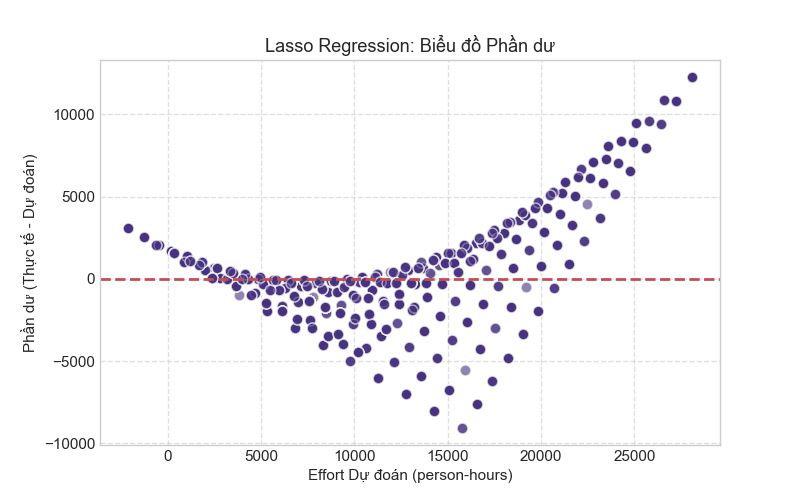 Lasso Regression: Biểu đồ Phần dư
Phần dư (Thực tế - Dự đoán)
10000
5000
0
−5000
−10000
0 5000 10000 15000 20000 25000
Effort Dự đoán (person-hours)